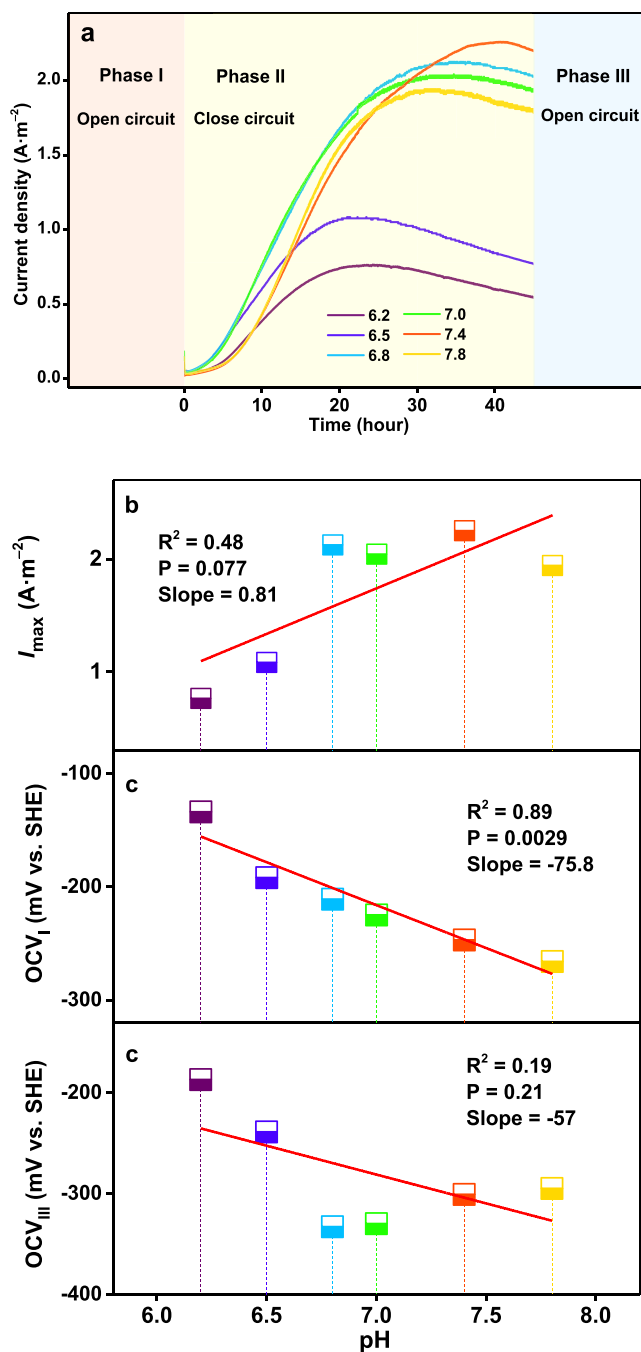 a
Phase I
Phase II
Phase III
Open circuit
Close circuit
Open circuit
Current density (A·m⁻²)
2.0
1.5
1.0
0.5
0.0
6.2
7.0
6.5
7.4
6.8
7.8
0
10
20
30
40
Time (hour)
b
R² = 0.48
P = 0.077
Slope = 0.81
Imax (A·m⁻²)
2
1
c
R² = 0.89
P = 0.0029
Slope = -75.8
OCVI (mV vs. SHE)
-100
-200
-300
c
R² = 0.19
P = 0.21
Slope = -57
OCVIII (mV vs. SHE)
-200
-300
-400
6.0
6.5
7.0
7.5
8.0
pH